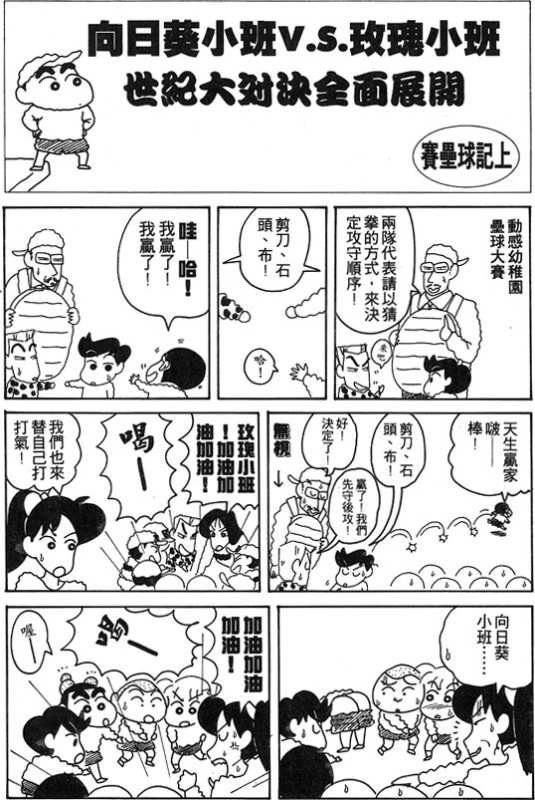 向日葵小班V.S.玫瑰小班
世紀大對決全面展開
賽壘球記上
動感幼稚園
壘球大賽
兩隊代表請以猜
拳的方式，來決
定攻守順序！
來吧！
剪刀、石
頭、布！
哈！
哇─哈！
我贏了！
我贏了！
天生贏家
啵──
棒！
剪刀、石
頭、布！
贏了！我們
先守後攻！
好！
決定了！
無視
↓
玫瑰小班
！加油加
油加油！
喝─
我們也來
替自己打
打氣！
向日葵
小班……
加油加油
加油！
喝─
喔─